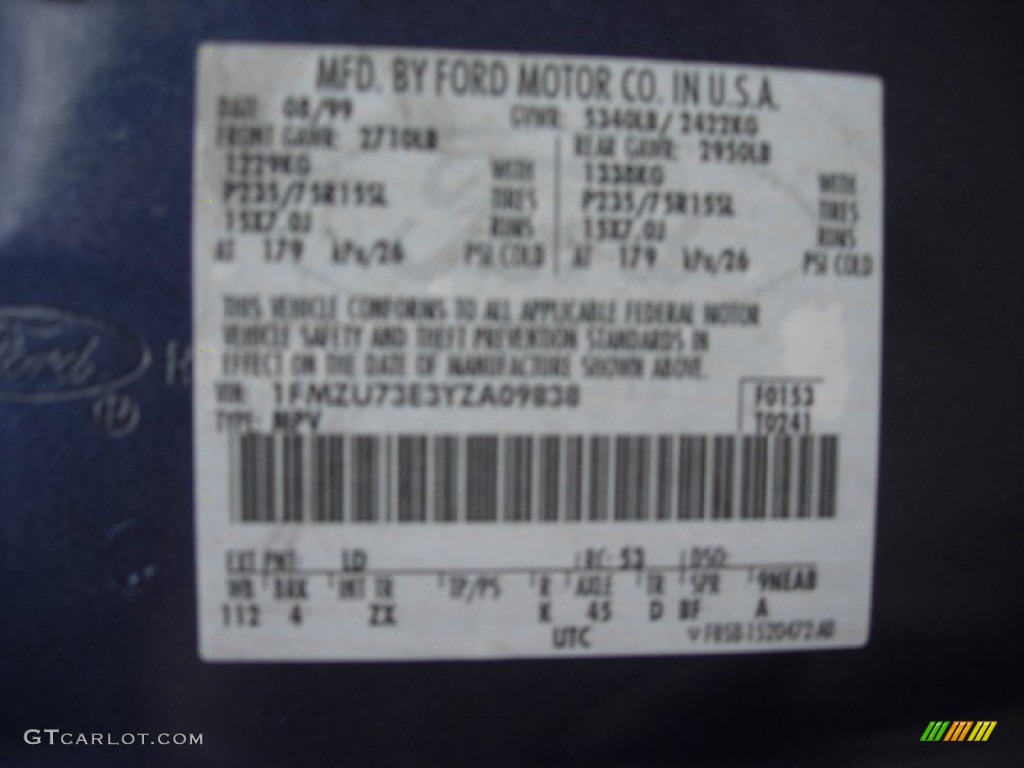 MFD. BY FORD MOTOR CO. IN U.S.A.
DATE: 08/99 GVWR: 5340LB/ 2422KG
FRONT GAWR: 2710LB REAR GAWR: 2950LB
1229KG WITH 1338KG WITH
P235/75R15SL TIRES P235/75R15SL TIRES
15X7.0J RIMS 15X7.0J RIMS
AT 179 kPa/26 PSI COLD AT 179 kPa/26 PSI COLD
THIS VEHICLE CONFORMS TO ALL APPLICABLE FEDERAL MOTOR
VEHICLE SAFETY AND THEFT PREVENTION STANDARDS IN
EFFECT ON THE DATE OF MANUFACTURE SHOWN ABOVE.
VIN: 1FMZU73E3YZA09838 F0153
TYPE: MPV T0241
EXT PNT: LD RC: 53 DSO:
WB BRK INT TR TP/PS R AXLE TR SPR 9NEAB
112 4 ZX K 45 D BF A
UTC F85B-1520472-AB
Ford
GTCARLOT.COM